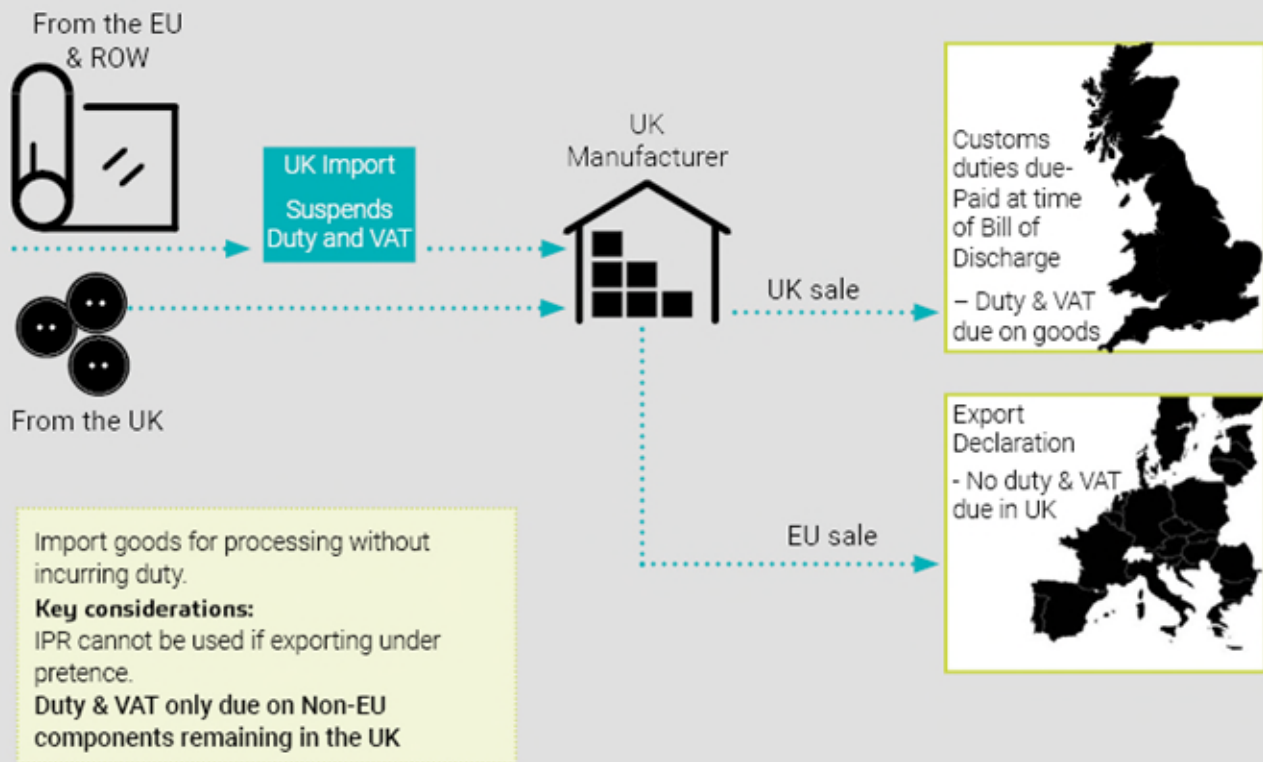 From the EU
& ROW
UK Import
Suspends
Duty and VAT
UK
Manufacturer
From the UK
UK sale
EU sale
Customs
duties due-
Paid at time
of Bill of
Discharge
– Duty & VAT
due on goods
Export
Declaration
- No duty & VAT
due in UK
Import goods for processing without
incurring duty.
Key considerations:
IPR cannot be used if exporting under
pretence.
Duty & VAT only due on Non-EU
components remaining in the UK